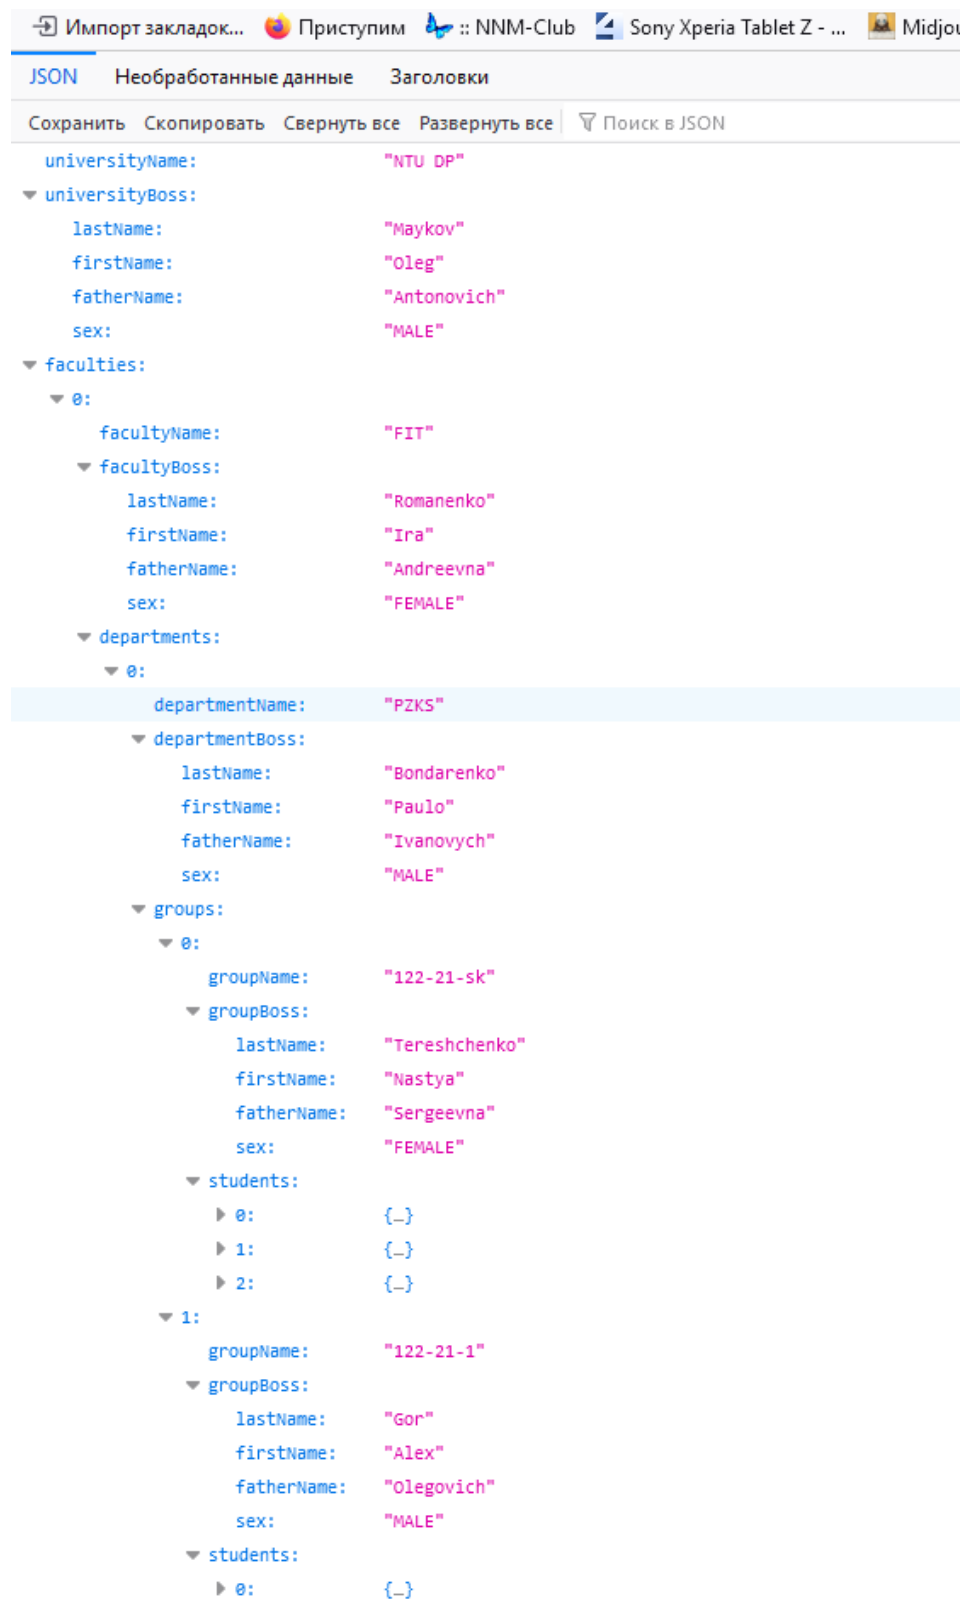 Импорт закладок... Приступим :: NNM-Club Sony Xperia Tablet Z - ... Midjou
JSON Необработанные данные Заголовки
Сохранить Скопировать Свернуть все Развернуть все Поиск в JSON
universityName: "NTU DP"
universityBoss:
lastName: "Maykov"
firstName: "Oleg"
fatherName: "Antonovich"
sex: "MALE"
faculties:
0:
facultyName: "FIT"
facultyBoss:
lastName: "Romanenko"
firstName: "Ira"
fatherName: "Andreevna"
sex: "FEMALE"
departments:
0:
departmentName: "PZKS"
departmentBoss:
lastName: "Bondarenko"
firstName: "Paulo"
fatherName: "Ivanovych"
sex: "MALE"
groups:
0:
groupName: "122-21-sk"
groupBoss:
lastName: "Tereshchenko"
firstName: "Nastya"
fatherName: "Sergeevna"
sex: "FEMALE"
students:
0: {…}
1: {…}
2: {…}
1:
groupName: "122-21-1"
groupBoss:
lastName: "Gor"
firstName: "Alex"
fatherName: "Olegovich"
sex: "MALE"
students:
0: {…}